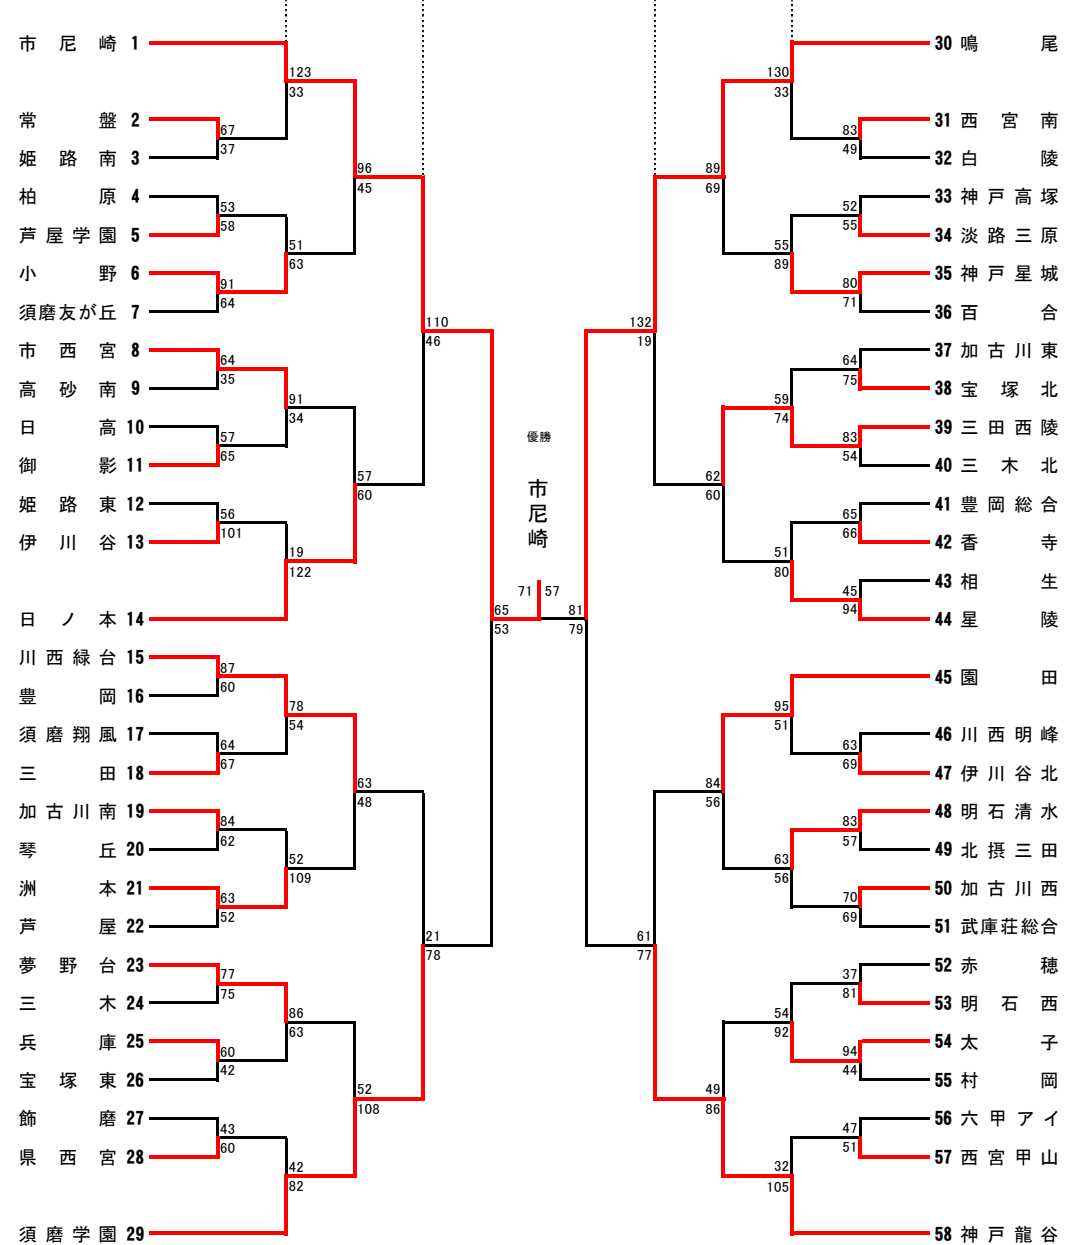 市尼崎 1
123
33
常盤 2
67
37
姫路南 3
96
45
柏原 4
53
58
芦屋学園 5
51
63
小野 6
91
64
須磨友が丘 7
110
46
市西宮 8
64
35
高砂南 9
91
34
日高 10
57
65
御影 11
57
60
姫路東 12
56
101
伊川谷 13
19
122
日ノ本 14
65
53
川西緑台 15
87
60
豊岡 16
78
54
須磨翔風 17
64
67
三田 18
63
48
加古川南 19
84
62
琴丘 20
52
109
洲本 21
63
52
芦屋 22
21
78
夢野台 23
77
75
三木 24
86
63
兵庫 25
60
42
宝塚東 26
52
108
飾磨 27
43
60
県西宮 28
42
82
須磨学園 29
優勝
市尼崎
71 57
30 鳴尾
130
33
31 西宮南
83
49
32 白陵
89
69
33 神戸高塚
52
55
34 淡路三原
55
89
35 神戸星城
80
71
36 百合
132
19
37 加古川東
64
75
38 宝塚北
59
74
39 三田西陵
83
54
40 三木北
62
60
41 豊岡総合
65
66
42 香寺
51
80
43 相生
45
94
44 星陵
81
79
45 園田
95
51
46 川西明峰
63
69
47 伊川谷北
84
56
48 明石清水
83
57
49 北摂三田
63
56
50 加古川西
70
69
51 武庫荘総合
61
77
52 赤穂
37
81
53 明石西
54
92
54 太子
94
44
55 村岡
49
86
56 六甲アイ
47
51
57 西宮甲山
32
105
58 神戸龍谷